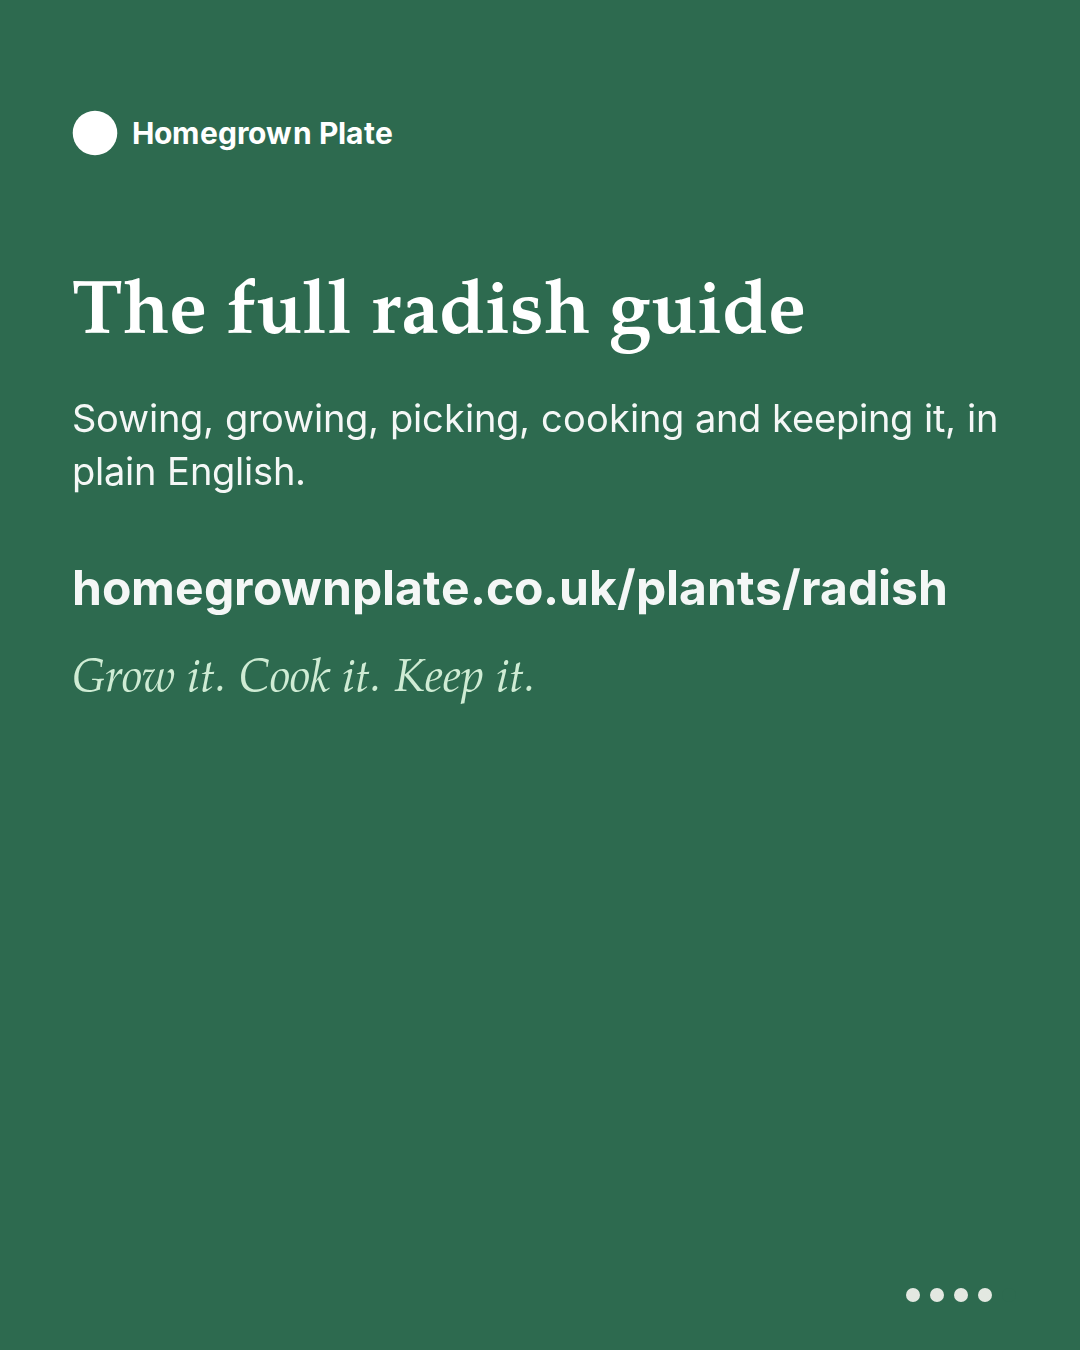 Homegrown Plate
The full radish guide
Sowing, growing, picking, cooking and keeping it, in
plain English.
homegrownplate.co.uk/plants/radish
Grow it. Cook it. Keep it.